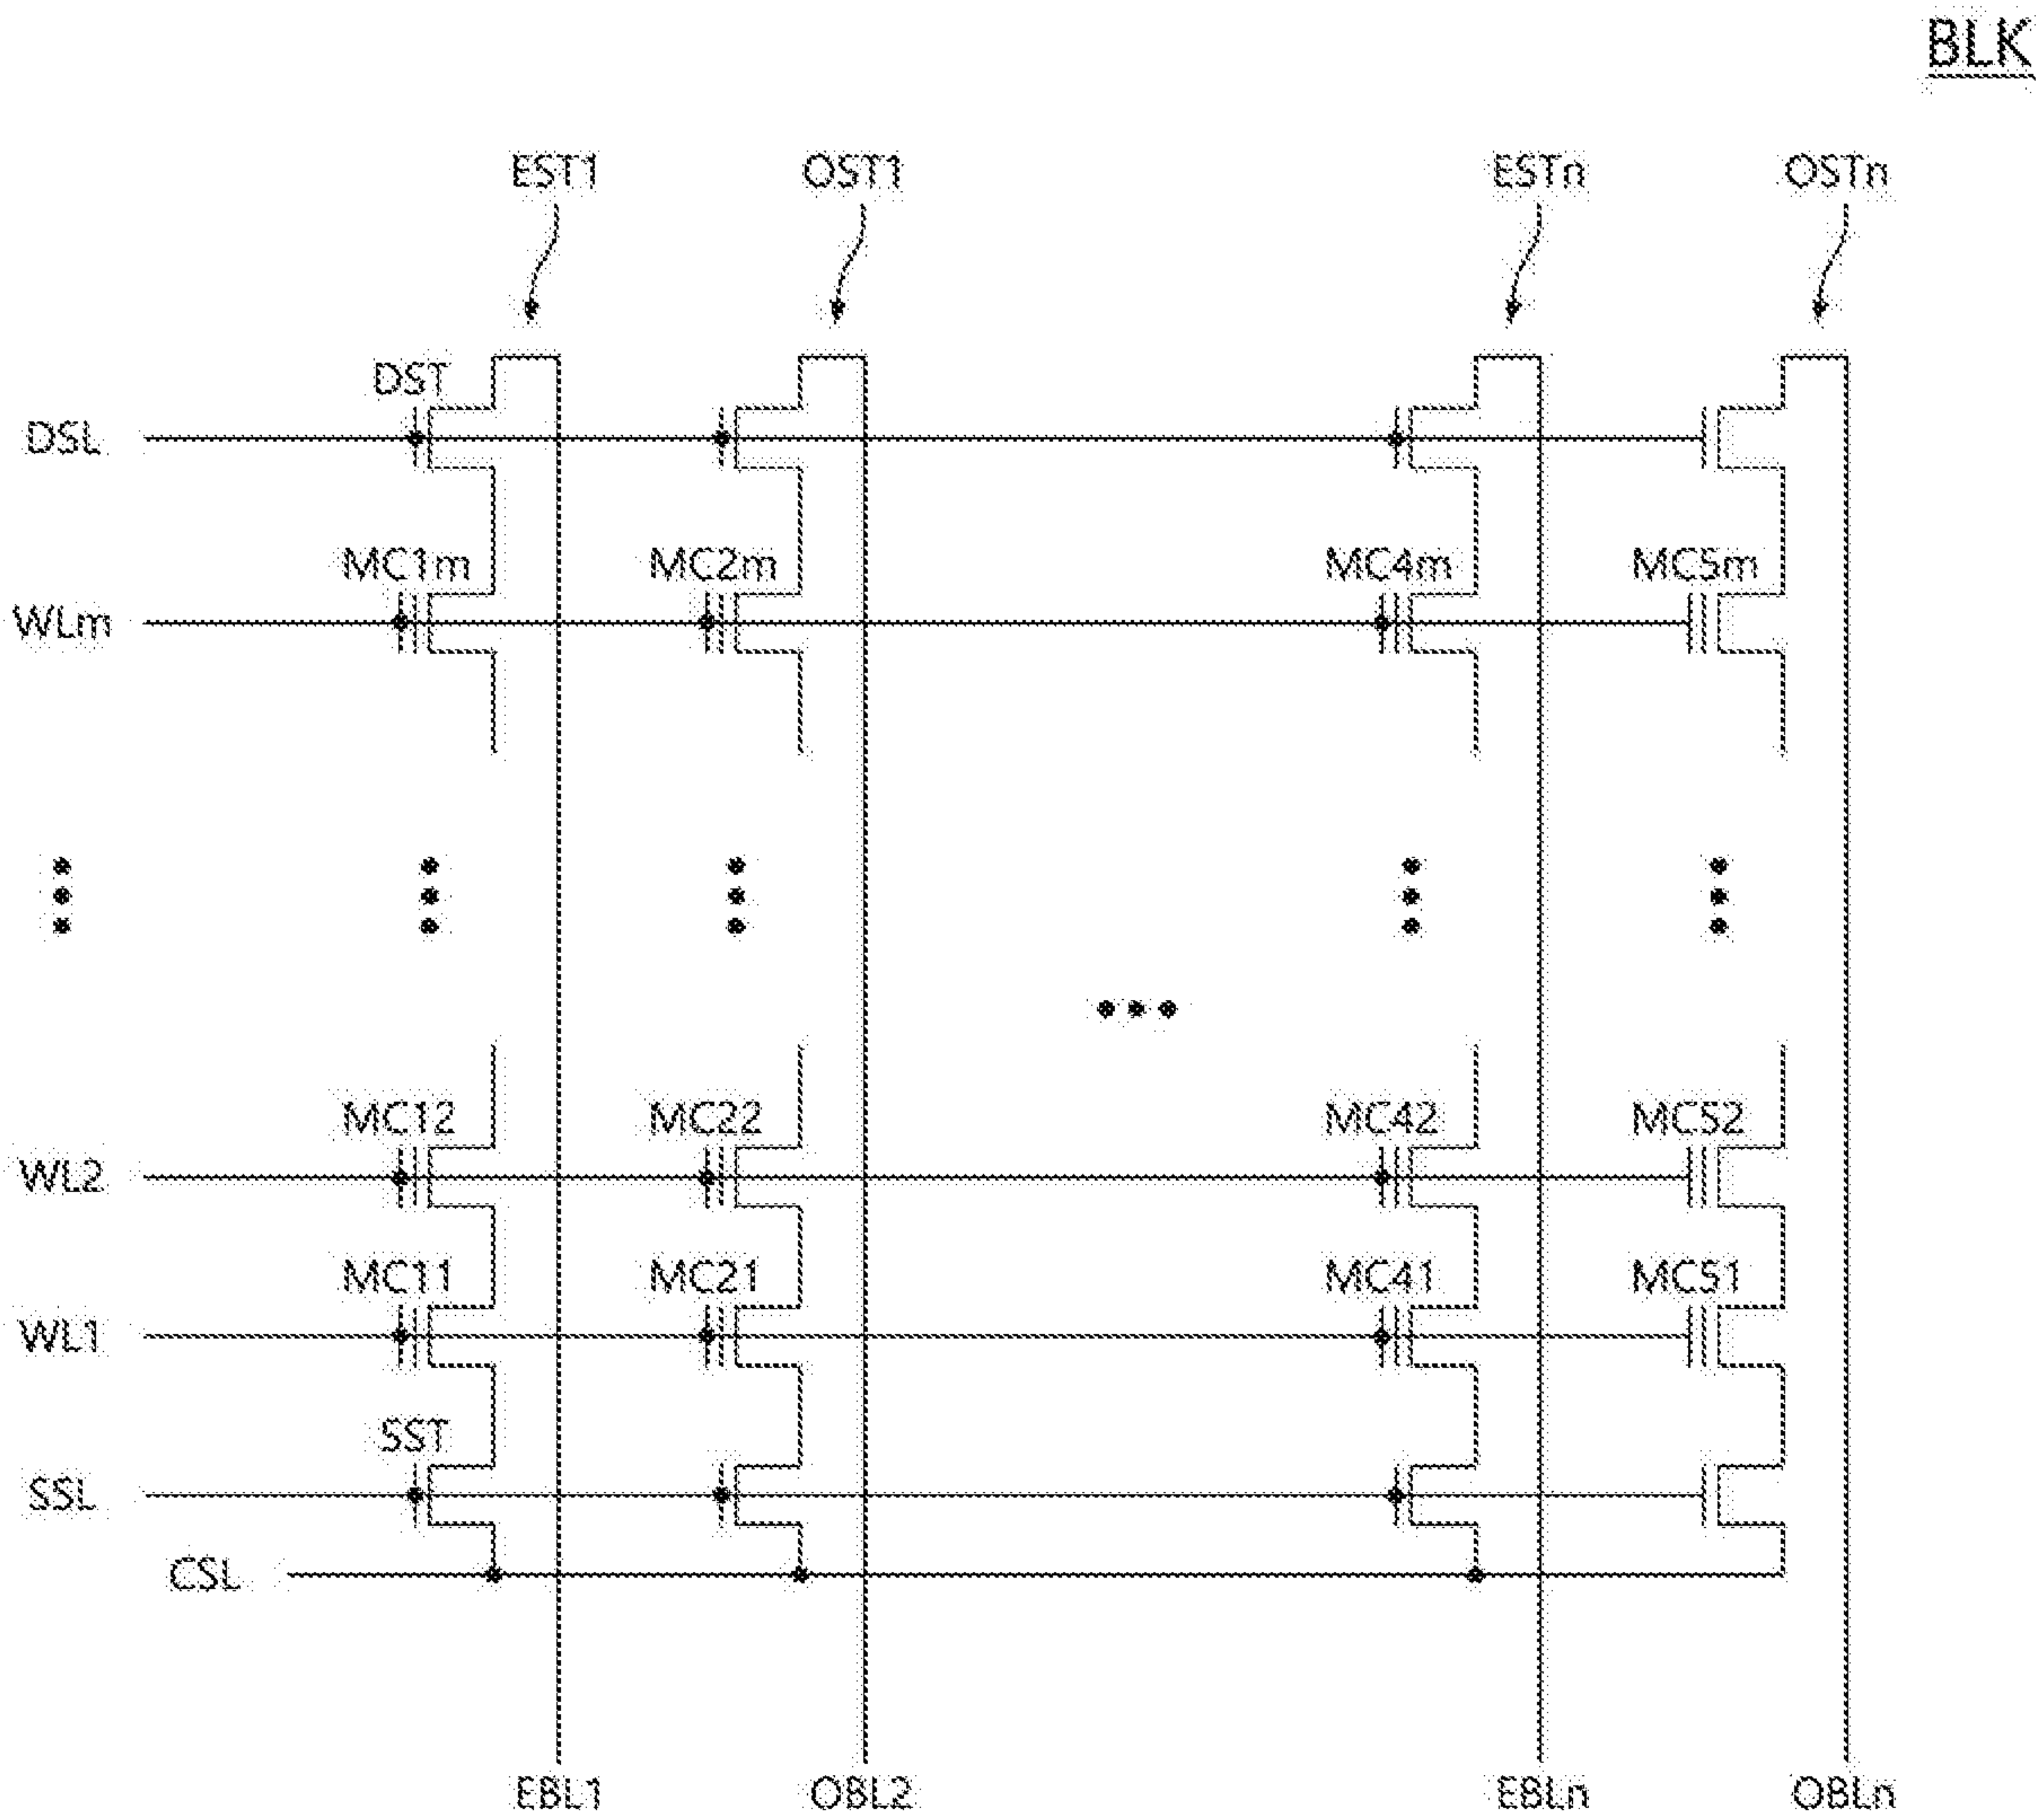 BLK
EST1 OST1 ESTn OSTn
DST
DSL
MC1m MC2m MC4m MC5m
WLm
MC12 MC22 MC42 MC52
WL2
MC11 MC21 MC41 MC51
WL1
SST
SSL
CSL
EBL1 OBL2 EBLn OBLn